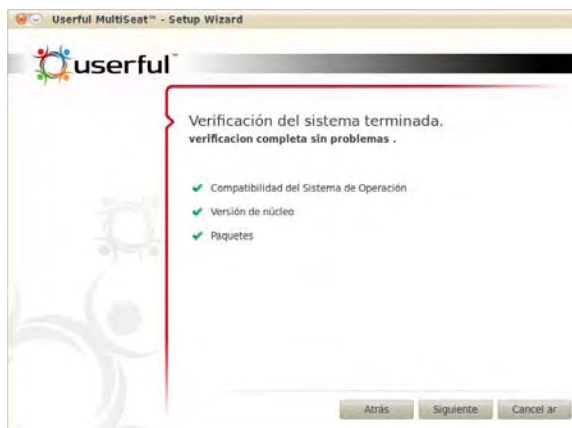 Userful MultiSeat™ - Setup Wizard
userful™
Verificación del sistema terminada.
verificacion completa sin problemas .
Compatibilidad del Sistema de Operación
Versión de núcleo
Paquetes
Atrás Siguiente Cancel ar